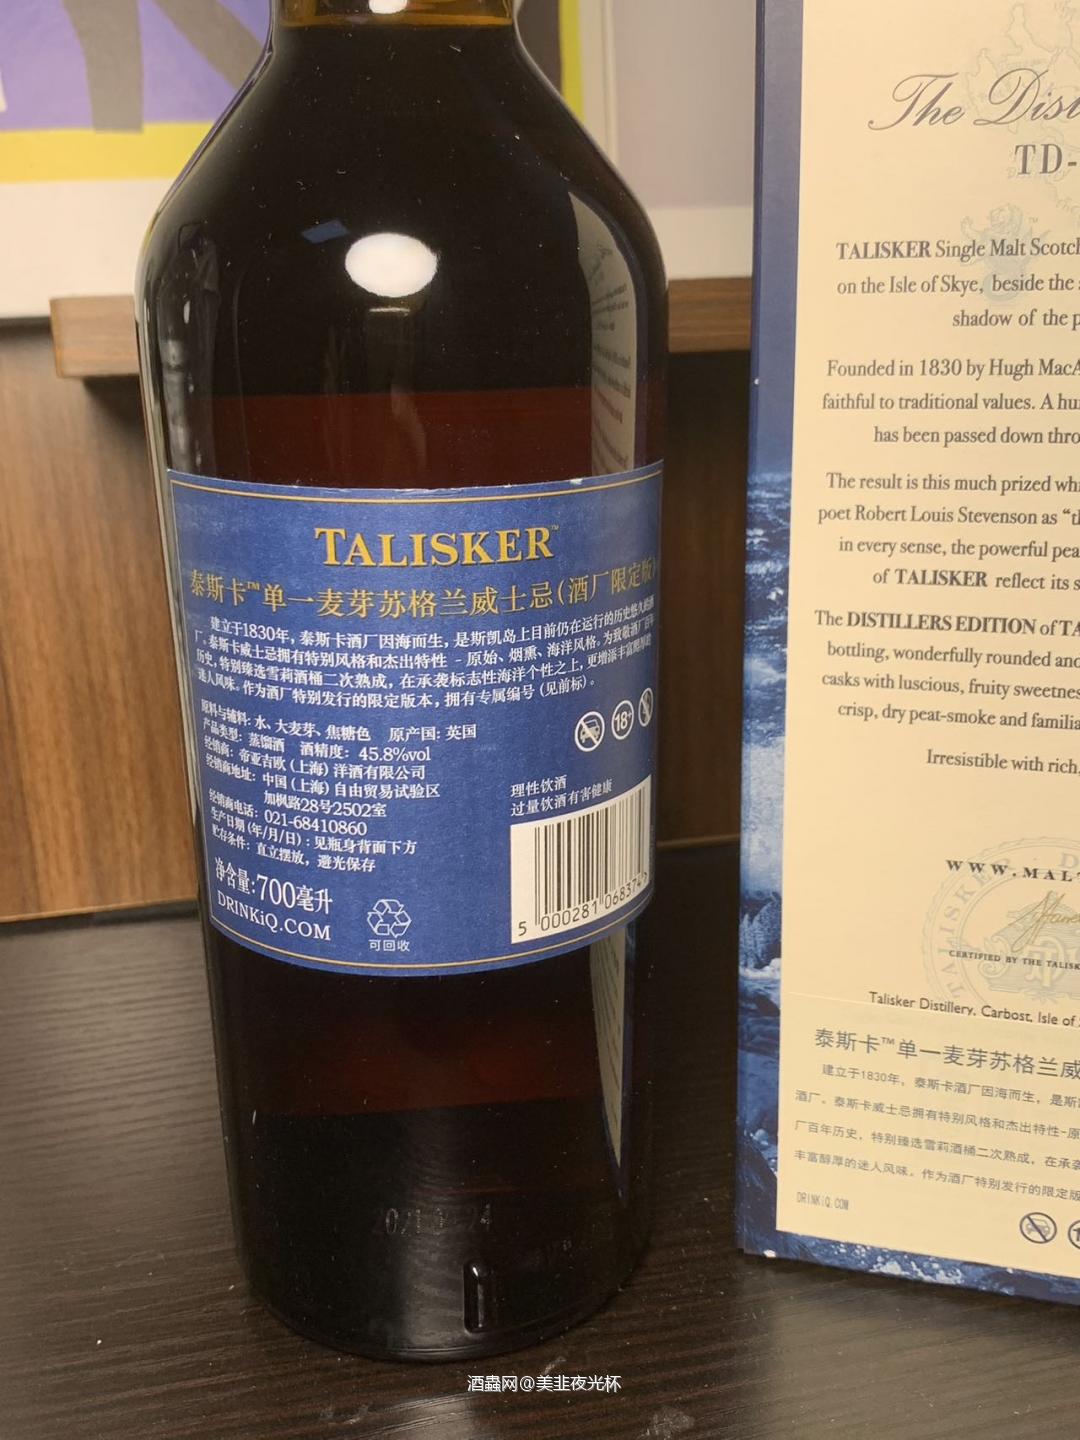 TALISKER™
泰斯卡™单一麦芽苏格兰威士忌(酒厂限定版)
建立于1830年，泰斯卡酒厂因海而生，是斯凯岛上目前仍在运行的历史悠久的酒
厂。泰斯卡威士忌拥有特别风格和杰出特性 - 原始、烟熏、海洋风格。为致敬酒厂百年
历史，特别臻选雪莉酒桶二次熟成，在承袭标志性海洋个性之上，更增添丰富醇厚的
迷人风味。作为酒厂特别发行的限定版本，拥有专属编号 (见前标) 。
原料与辅料: 水、大麦芽、焦糖色 原产国: 英国
产品类型: 蒸馏酒 酒精度: 45.8%vol
经销商: 帝亚吉欧 (上海) 洋酒有限公司
经销商地址: 中国 (上海) 自由贸易试验区
加枫路28号2502室
经销商电话: 021-68410860
生产日期 (年/月/日) : 见瓶身背面下方
贮存条件: 直立摆放，避光保存
净含量:700毫升
DRINKiQ.COM
可回收
18+
理性饮酒
过量饮酒有害健康
5 000281 068374
The
TD-
TALISKER Single Malt Scotch
on the Isle of Skye, beside the
shadow of the
Founded in 1830 by Hugh
faithful to traditional values. A
has been passed down
The result is this much prized
poet Robert Louis Stevenson as
in every sense, the powerful
of TALISKER reflect its
The DISTILLERS EDITION of
bottling, wonderfully rounded and
casks with luscious, fruity sweetness
crisp, dry peat-smoke and
Irresistible with rich,
WWW.MALT
CERTIFIED BY THE
Talisker Distillery, Carbost, Isle of
泰斯卡™单一麦芽苏格兰威
建立于1830年，泰斯卡酒厂因海而生，是斯
酒厂。泰斯卡威士忌拥有特别风格和杰出特性-原
厂百年历史，特别臻选雪莉酒桶二次熟成，在承袭
丰富醇厚的迷人风味。作为酒厂特别发行的限定版
DRINKiQ.COM
酒蟲网@美韭夜光杯